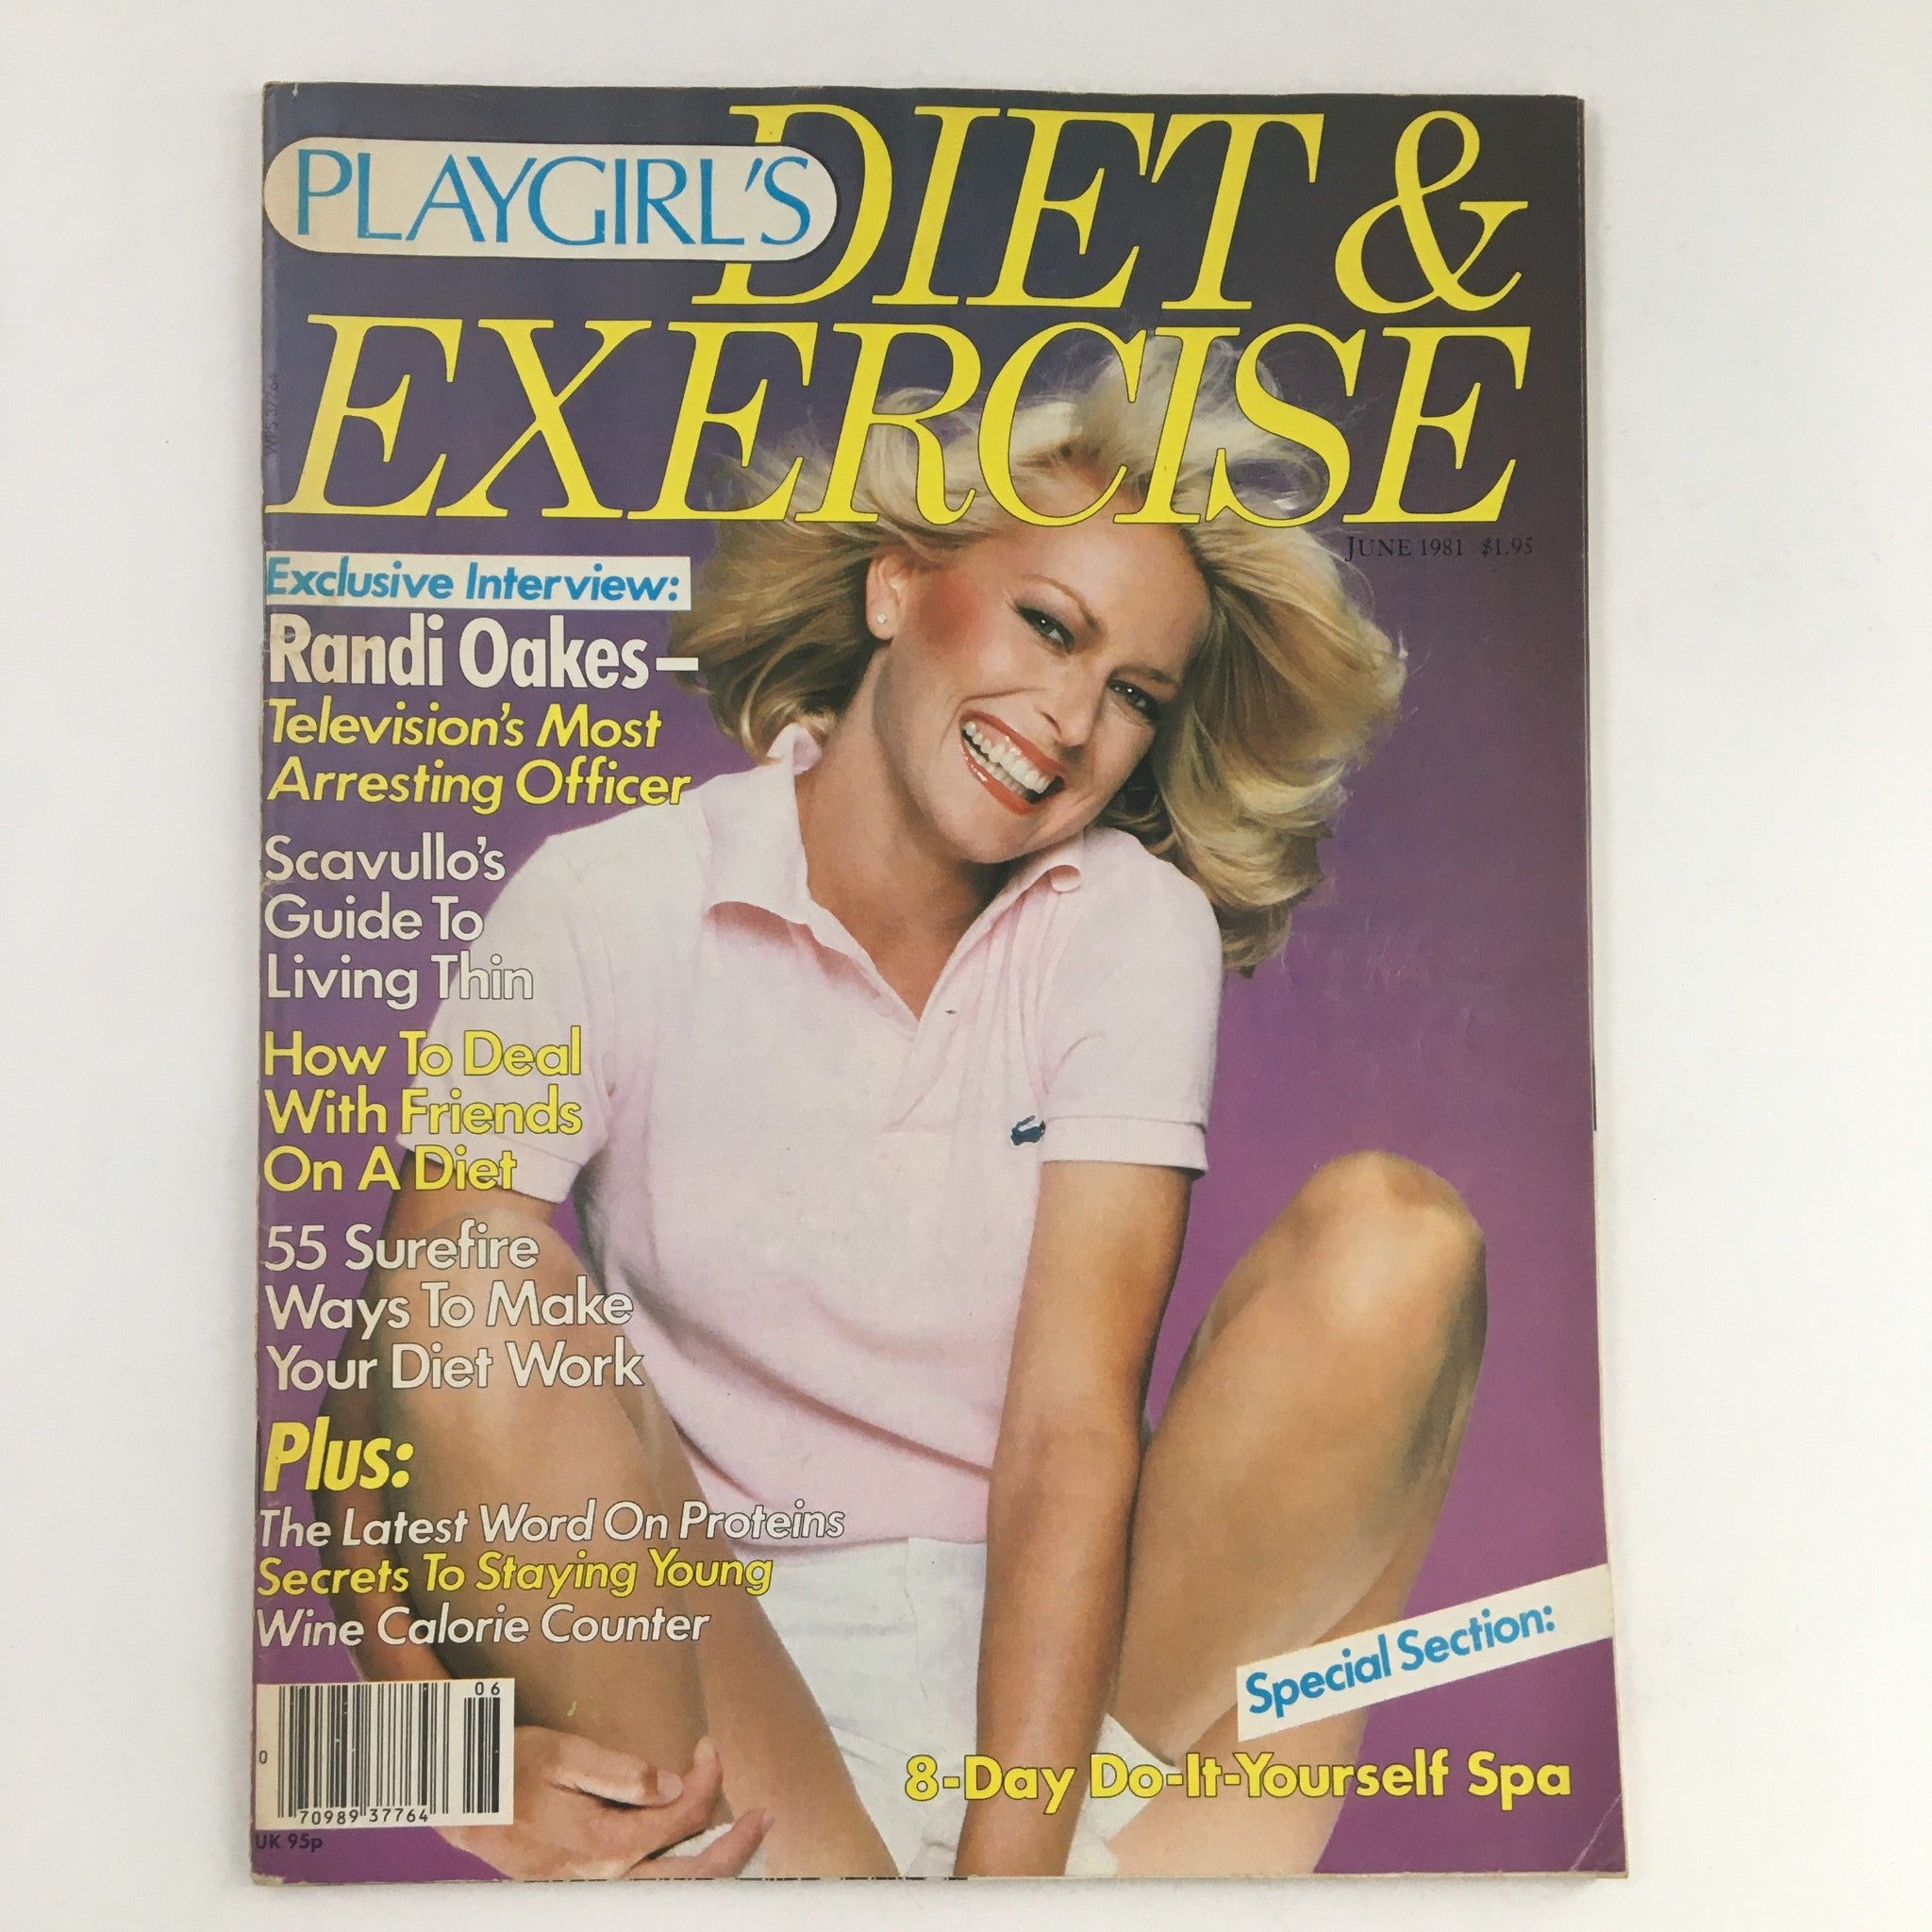 PLAYGIRL'S
DIET &
EXERCISE
JUNE 1981 $1.95
Exclusive Interview:
Randi Oakes–
Television's Most
Arresting Officer
Scavullo's
Guide To
Living Thin
How To Deal
With Friends
On A Diet
55 Surefire
Ways To Make
Your Diet Work
Plus:
The Latest Word On Proteins
Secrets To Staying Young
Wine Calorie Counter
Special Section:
8-Day Do-It-Yourself Spa
06
0
70989 37764
UK 95p